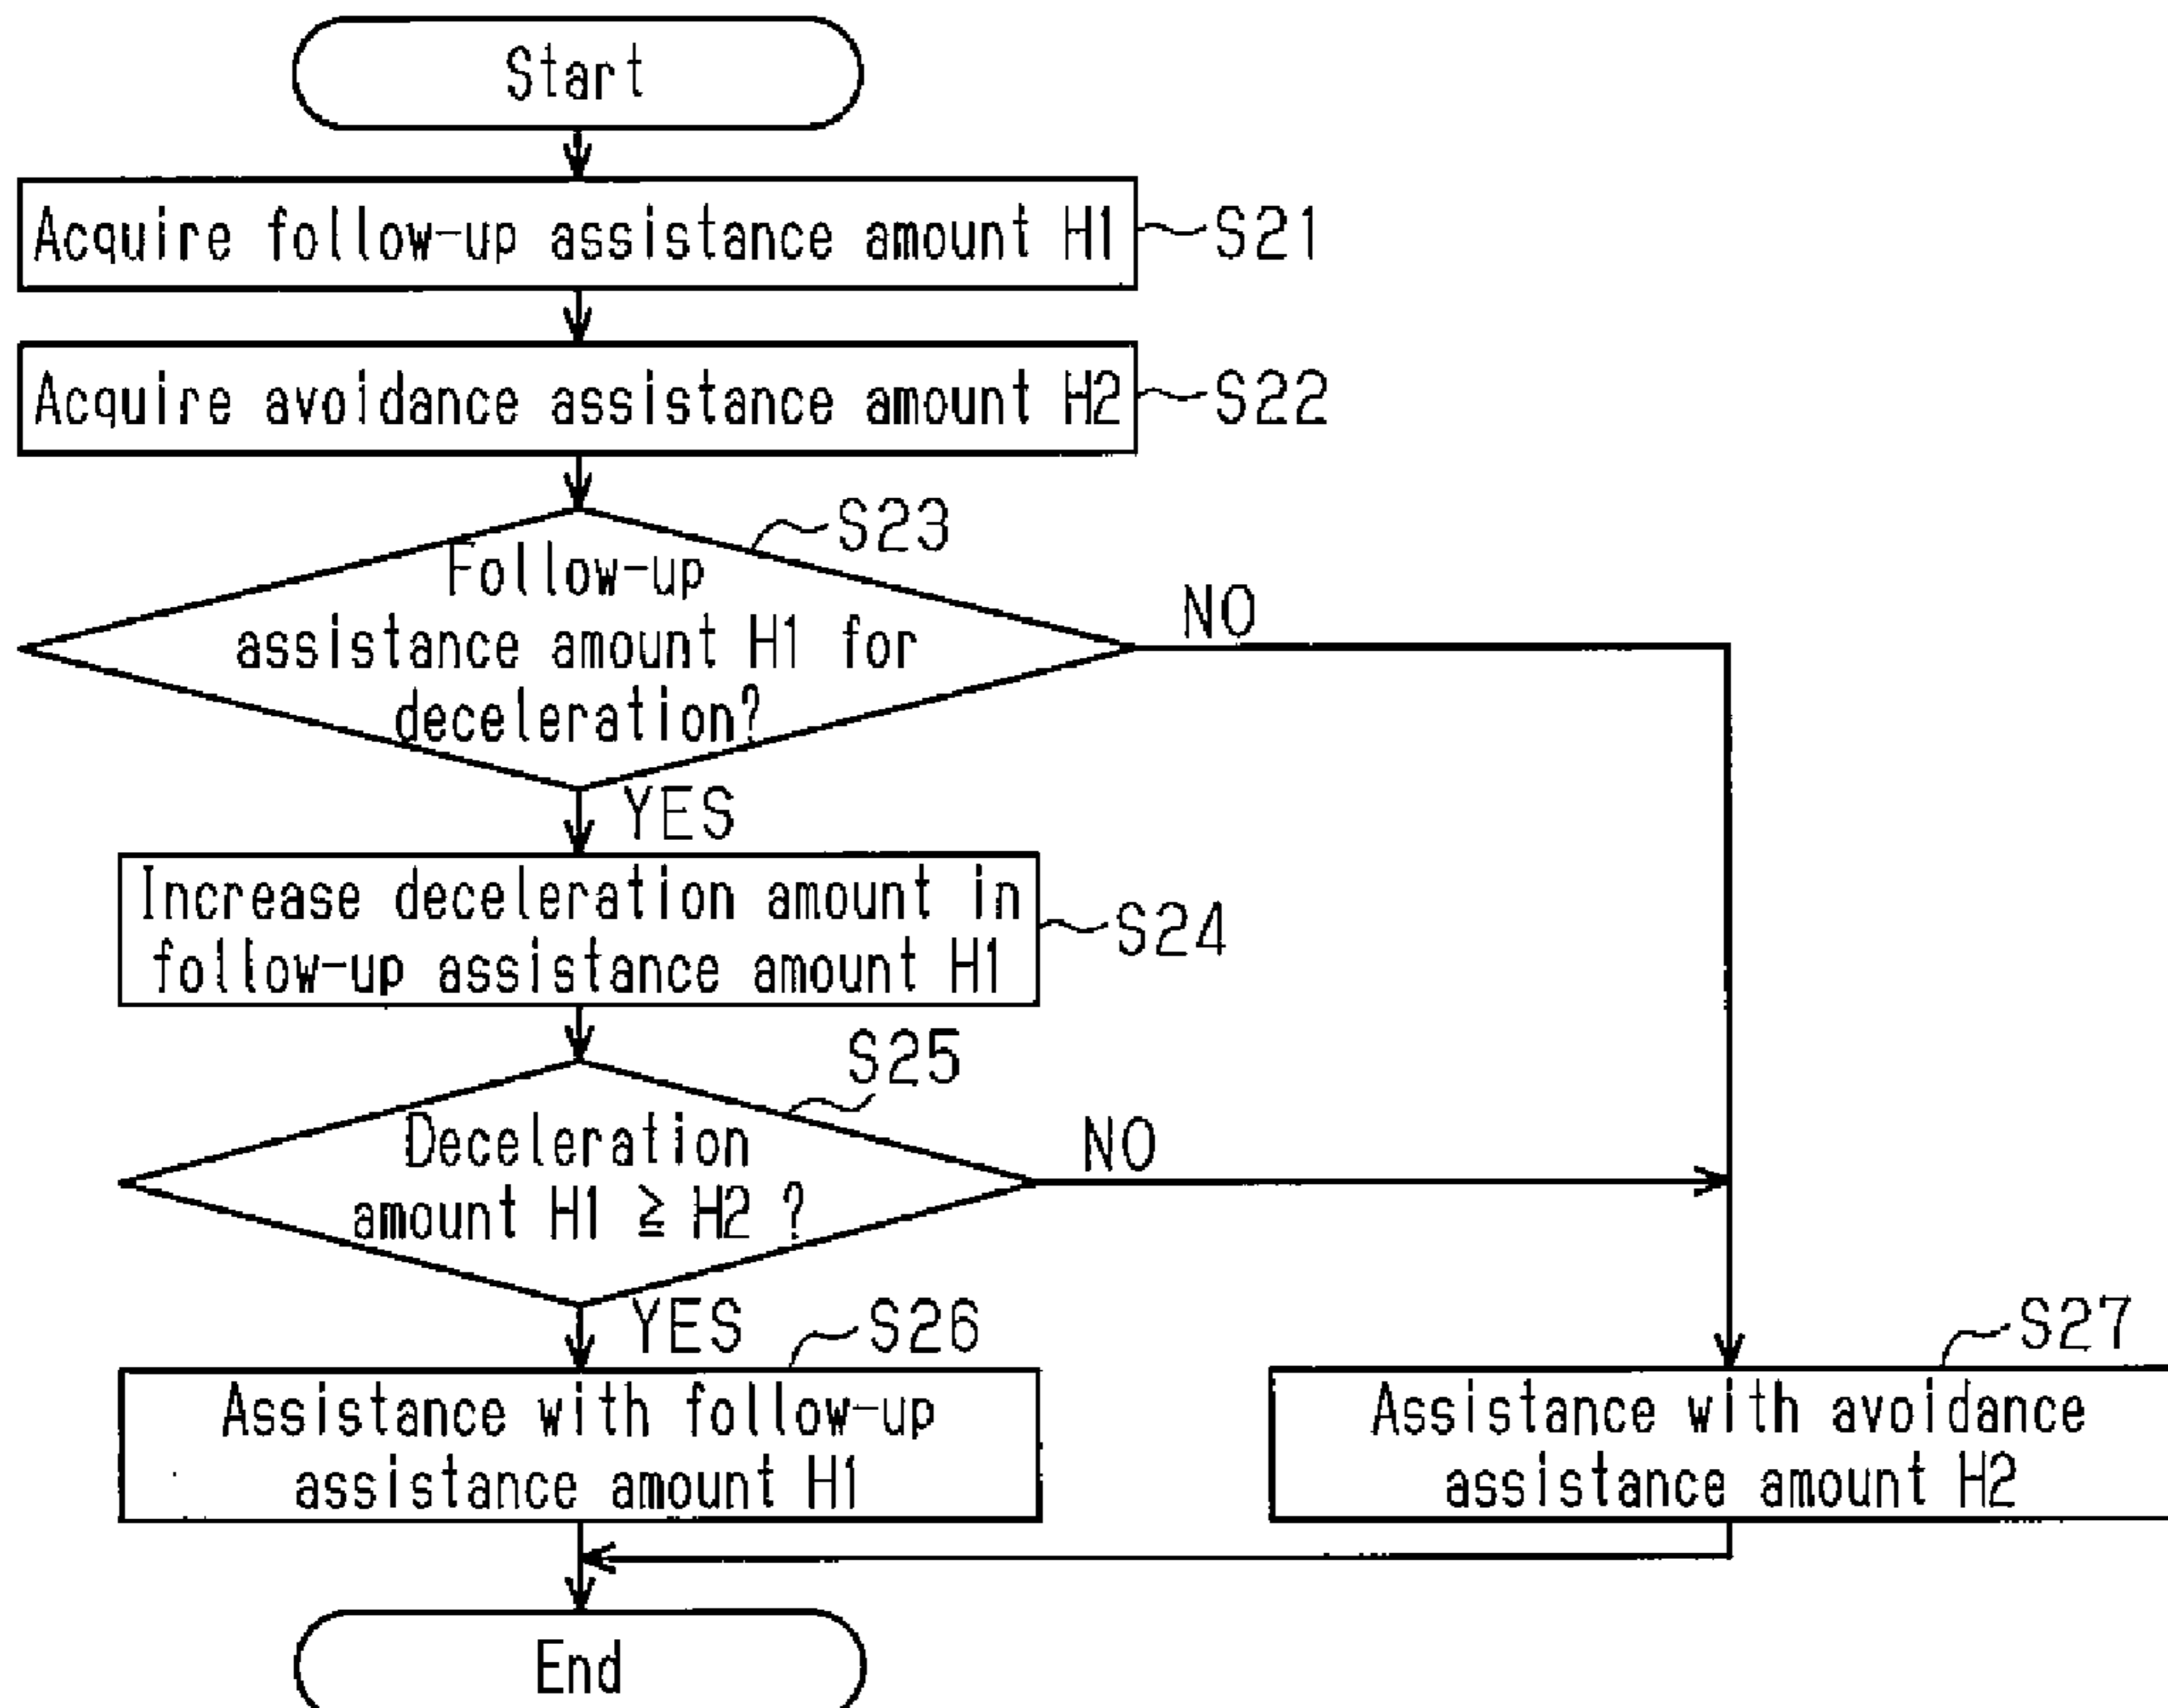 Start
Acquire follow-up assistance amount H1
S21
Acquire avoidance assistance amount H2
S22
S23
Follow-up
assistance amount H1 for
deceleration?
NO
YES
Increase deceleration amount in
follow-up assistance amount H1
S24
S25
Deceleration
amount H1 ≧ H2 ?
NO
YES
S26
Assistance with follow-up
assistance amount H1
S27
Assistance with avoidance
assistance amount H2
End